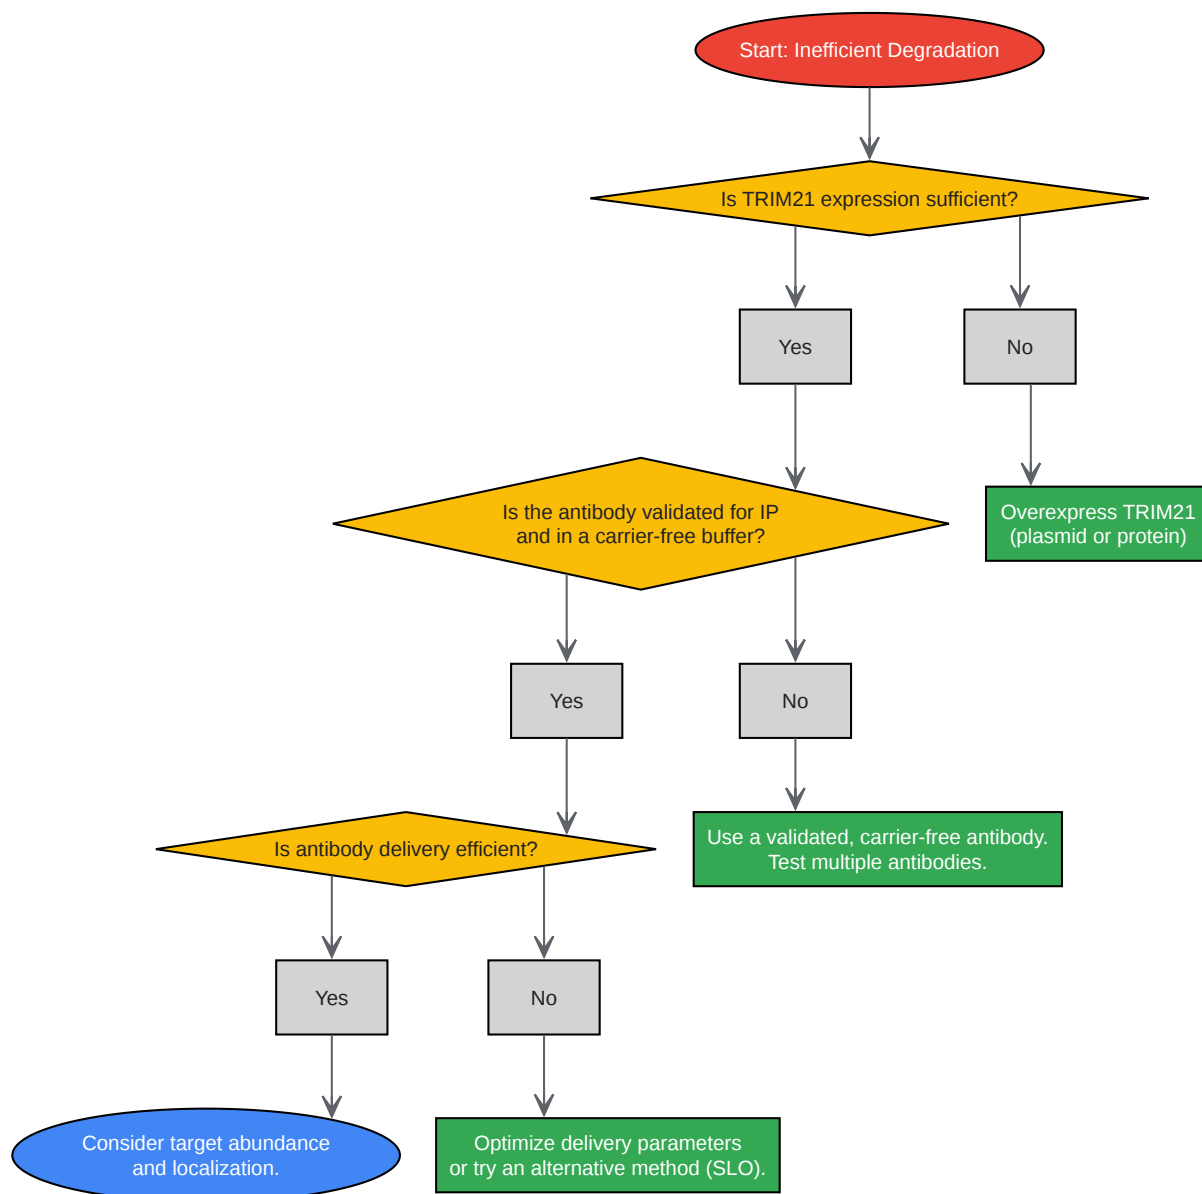 Start: Inefficient Degradation
Is TRIM21 expression sufficient?
Yes
No
Is the antibody validated for IP
and in a carrier-free buffer?
Overexpress TRIM21
(plasmid or protein)
Yes
No
Is antibody delivery efficient?
Use a validated, carrier-free antibody.
Test multiple antibodies.
Yes
No
Consider target abundance
and localization.
Optimize delivery parameters
or try an alternative method (SLO).